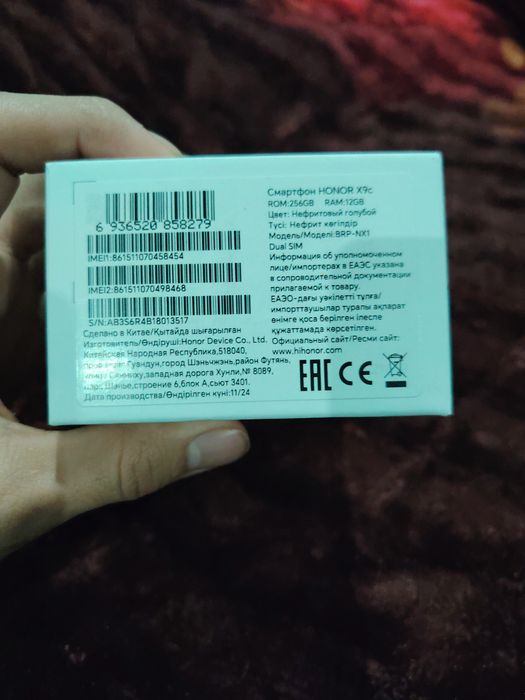 6 936520 858279
IMEI1:861511070458454
IMEI2:861511070498468
S/N:AB3S6R4B18013517
Сделано в Китае/Қытайда шығарылған
Изготовитель/Өндіруші:Honor Device Co., Ltd.
Китайская Народная Республика,518040,
провинция Гуандун,город Шэньчжэнь,район Футянь,
улица Сянмиху,западная дорога Хунли,№ 8089,
парк Шэнье,строение 6,блок А,сьют 3401.
Дата производства/Өндірілген күні:11/24
Смартфон HONOR X9c
ROM:256GB RAM:12GB
Цвет: Нефритовый голубой
Түсі: Нефрит көгілдір
Модель/Моделі:BRP-NX1
Dual SIM
Информация об уполномоченном
лице/импортерах в ЕАЭС указана
в сопроводительной документации
прилагаемой к товару.
ЕАЭО-дағы уәкілетті тұлға/
импорттаушылар туралы ақпарат
өнімге қоса берілген ілеспе
құжаттамада көрсетілген.
Официальный сайт/Ресми сайт:
www.hihonor.com
EAC CE